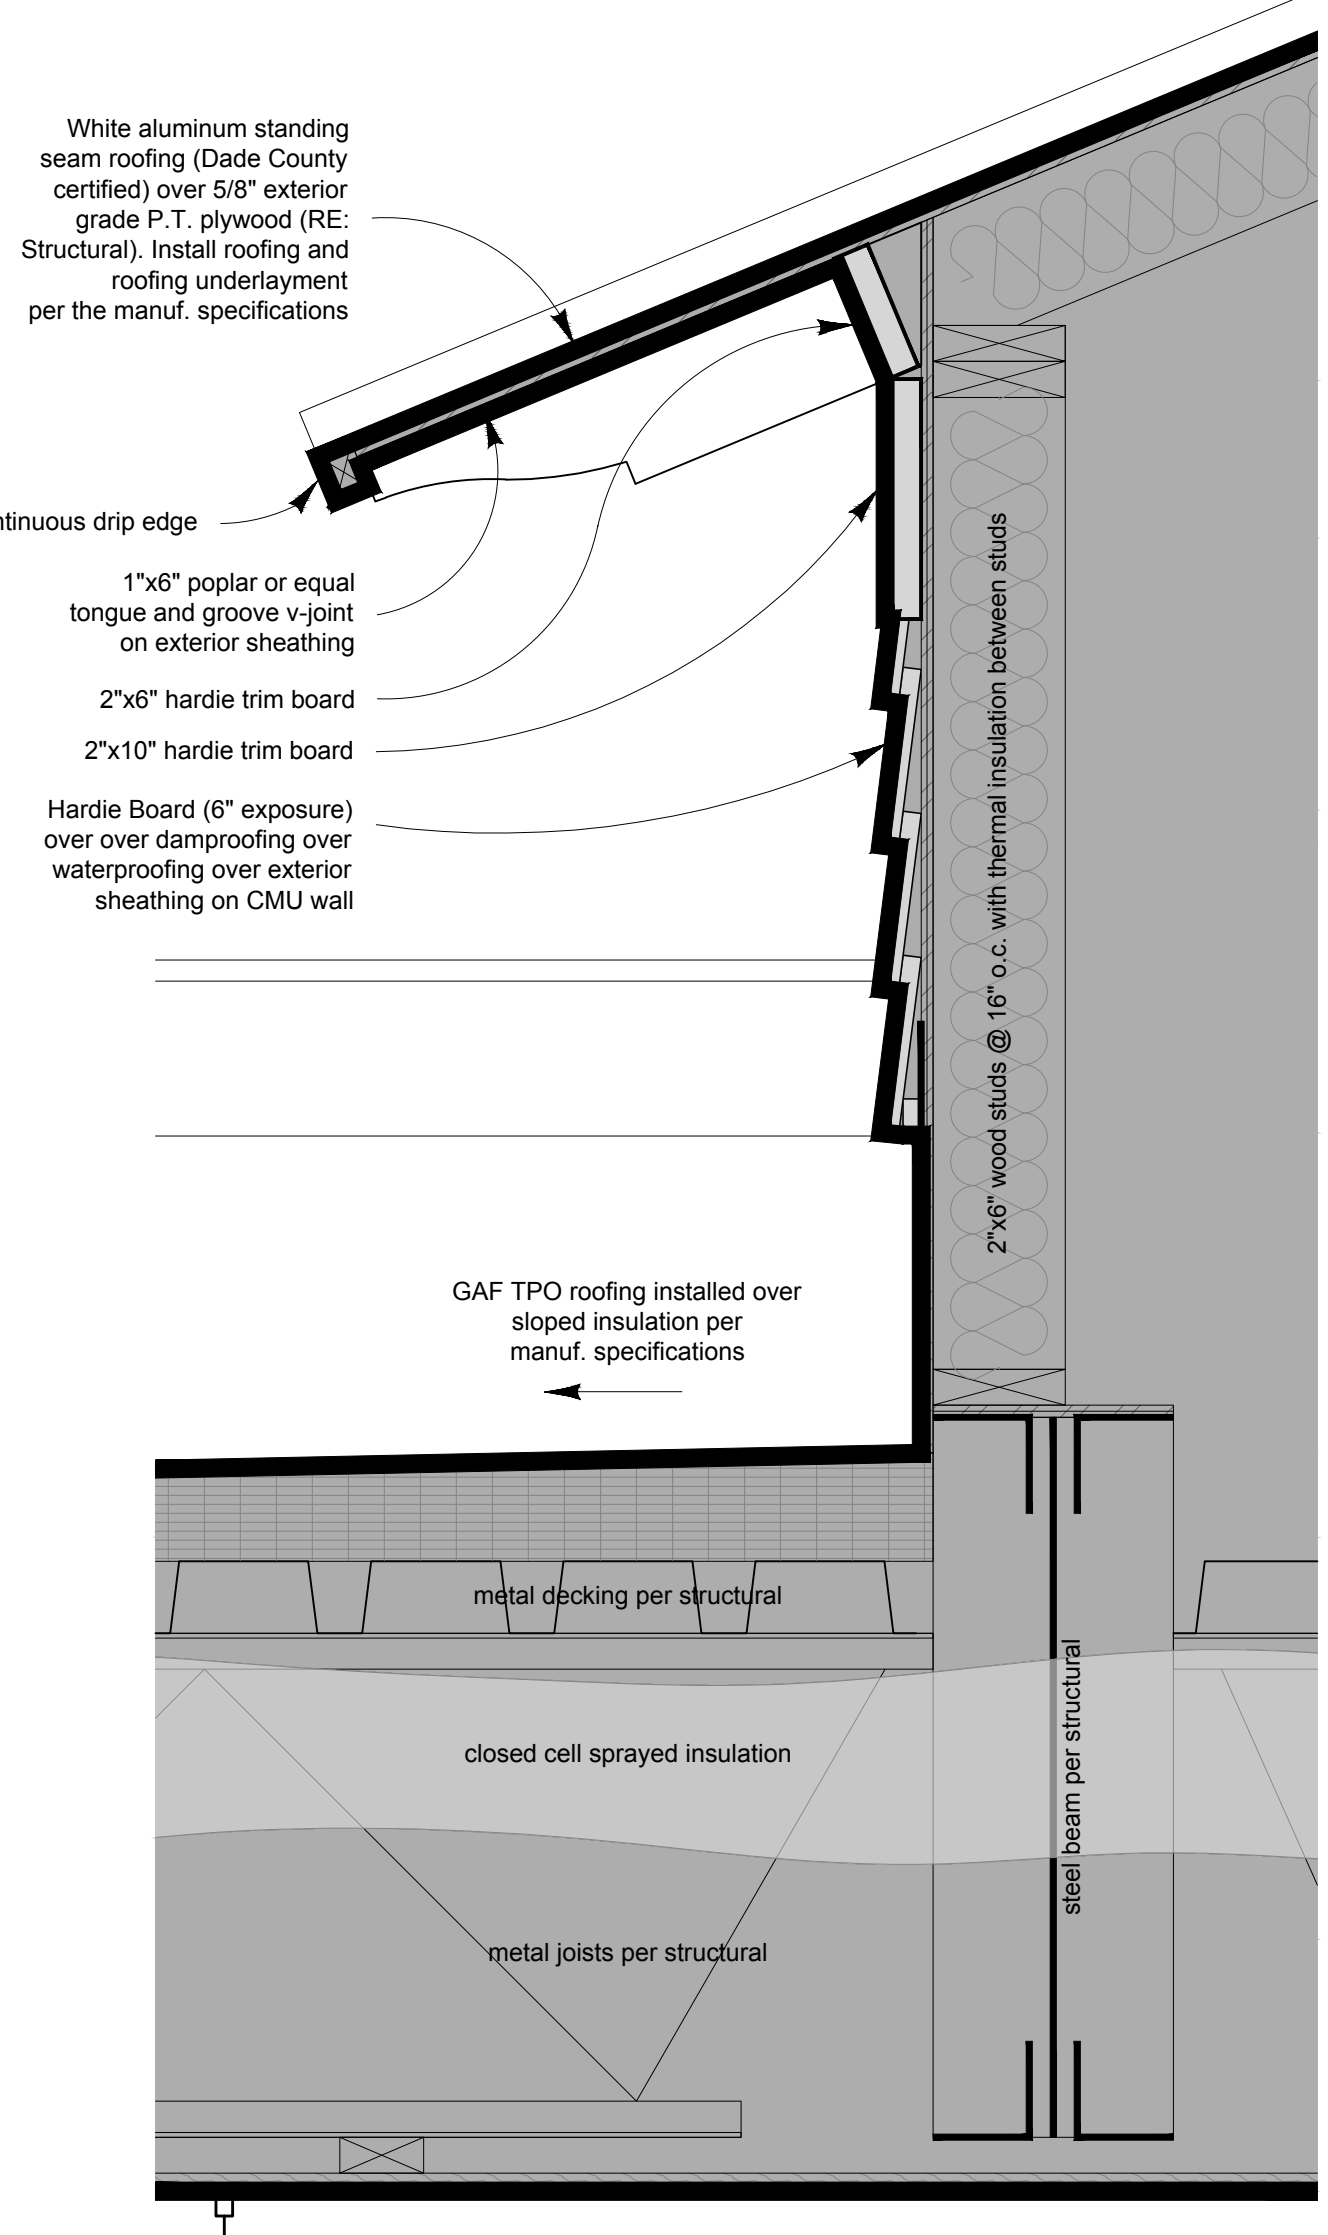 White aluminum standing
seam roofing (Dade County
certified) over 5/8" exterior
grade P.T. plywood (RE:
Structural). Install roofing and
roofing underlayment
per the manuf. specifications
ntinuous drip edge
1"x6" poplar or equal
tongue and groove v-joint
on exterior sheathing
2"x6" hardie trim board
2"x10" hardie trim board
Hardie Board (6" exposure)
over over damproofing over
waterproofing over exterior
sheathing on CMU wall
2"x6" wood studs @ 16" o.c. with thermal insulation between studs
GAF TPO roofing installed over
sloped insulation per
manuf. specifications
metal decking per structural
closed cell sprayed insulation
steel beam per structural
metal joists per structural